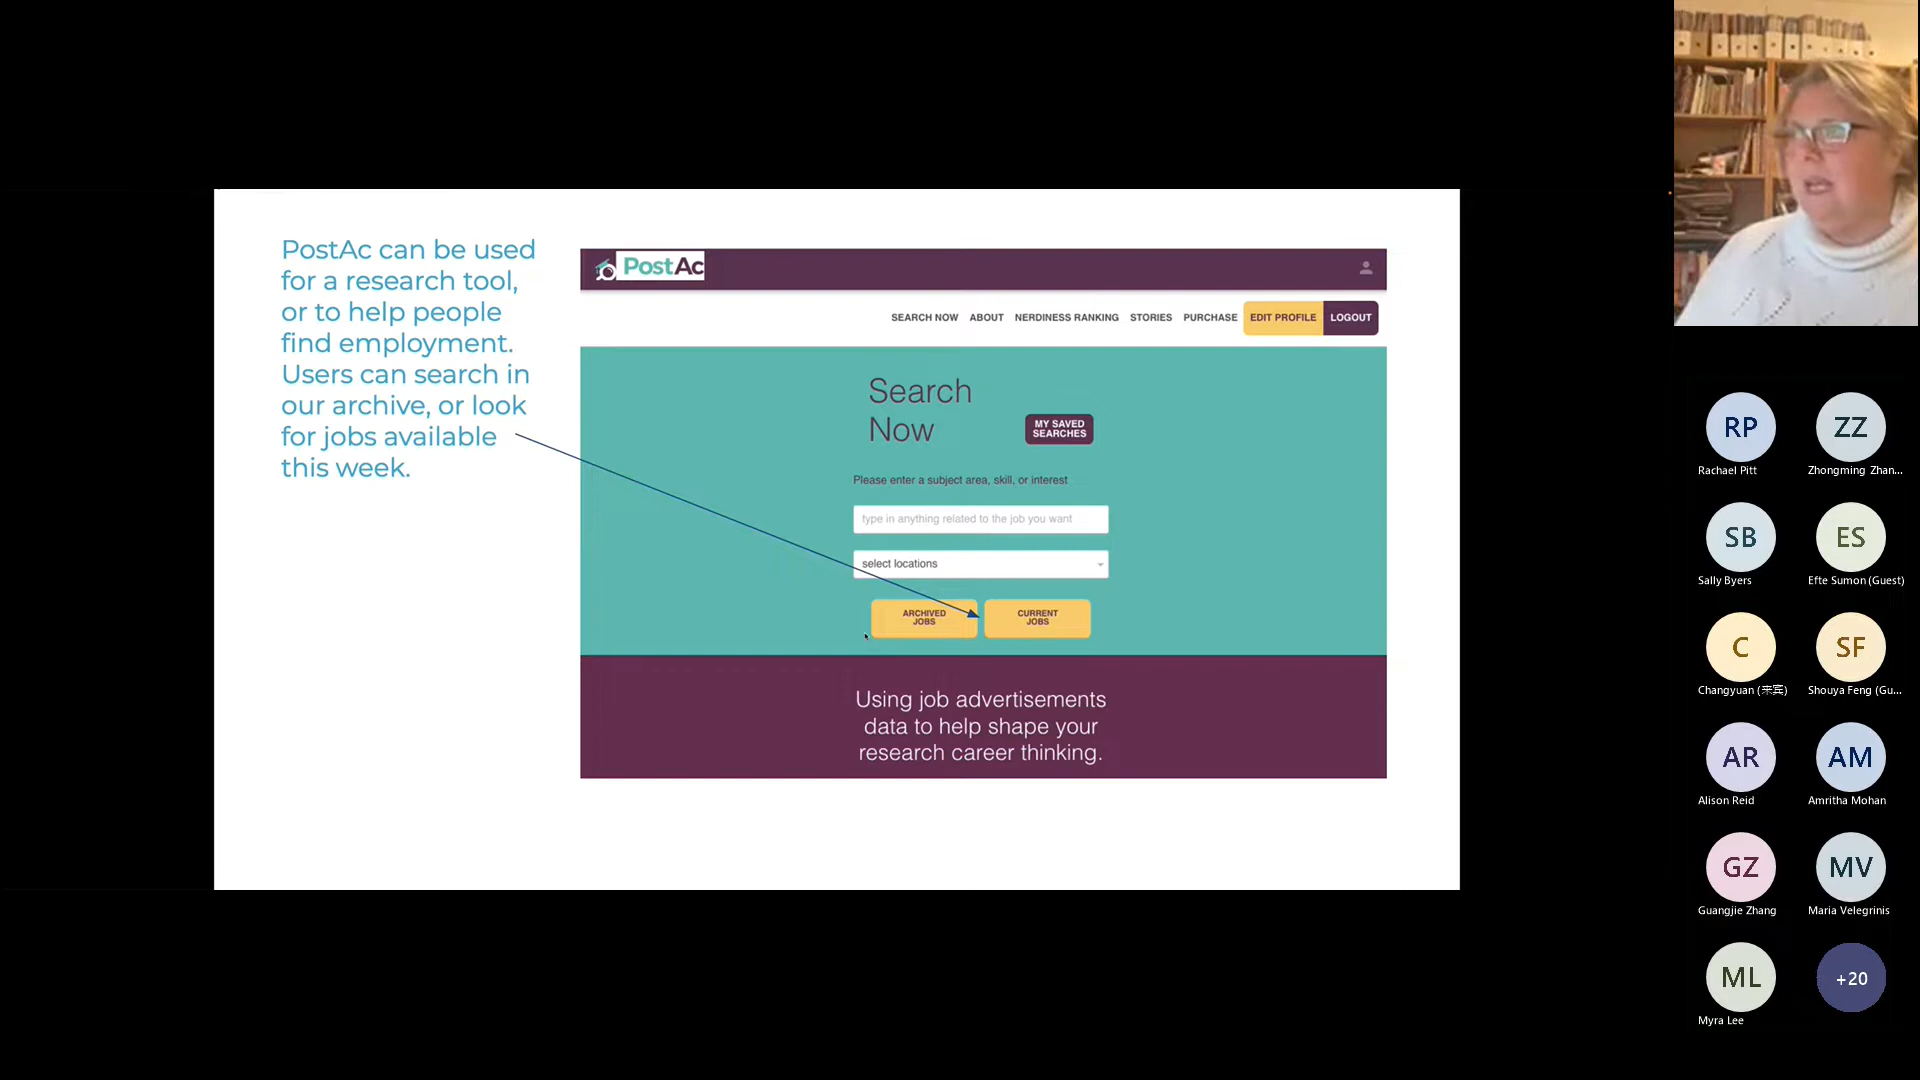 PostAc can be used
for a research tool,
or to help people
find employment.
Users can search in
our archive, or look
for jobs available
this week.
PostAc
SEARCH NOW ABOUT NERDINESS RANKING STORIES PURCHASE EDIT PROFILE LOGOUT
Search
Now
MY SAVED
SEARCHES
Please enter a subject area, skill, or interest
type in anything related to the job you want
select locations
ARCHIVED
JOBS
CURRENT
JOBS
Using job advertisements
data to help shape your
research career thinking.
RP ZZ
Rachael Pitt Zhongming Zhan...
SB ES
Sally Byers Efte Sumon (Guest)
C SF
Changyuan (来宾) Shouya Feng (Gu...
AR AM
Alison Reid Amritha Mohan
GZ MV
Guangjie Zhang Maria Velegrinis
ML +20
Myra Lee